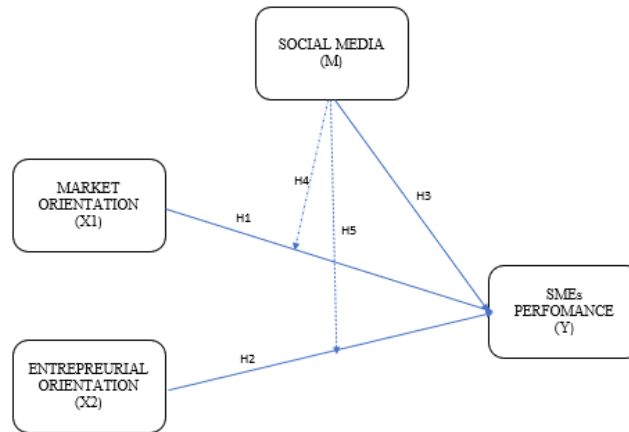 SOCIAL MEDIA
(M)
MARKET
ORIENTATION
(X1)
H4
H3
H1
H5
SMEs
PERFOMANCE
(Y)
H2
ENTREPREURIAL
ORIENTATION
(X2)